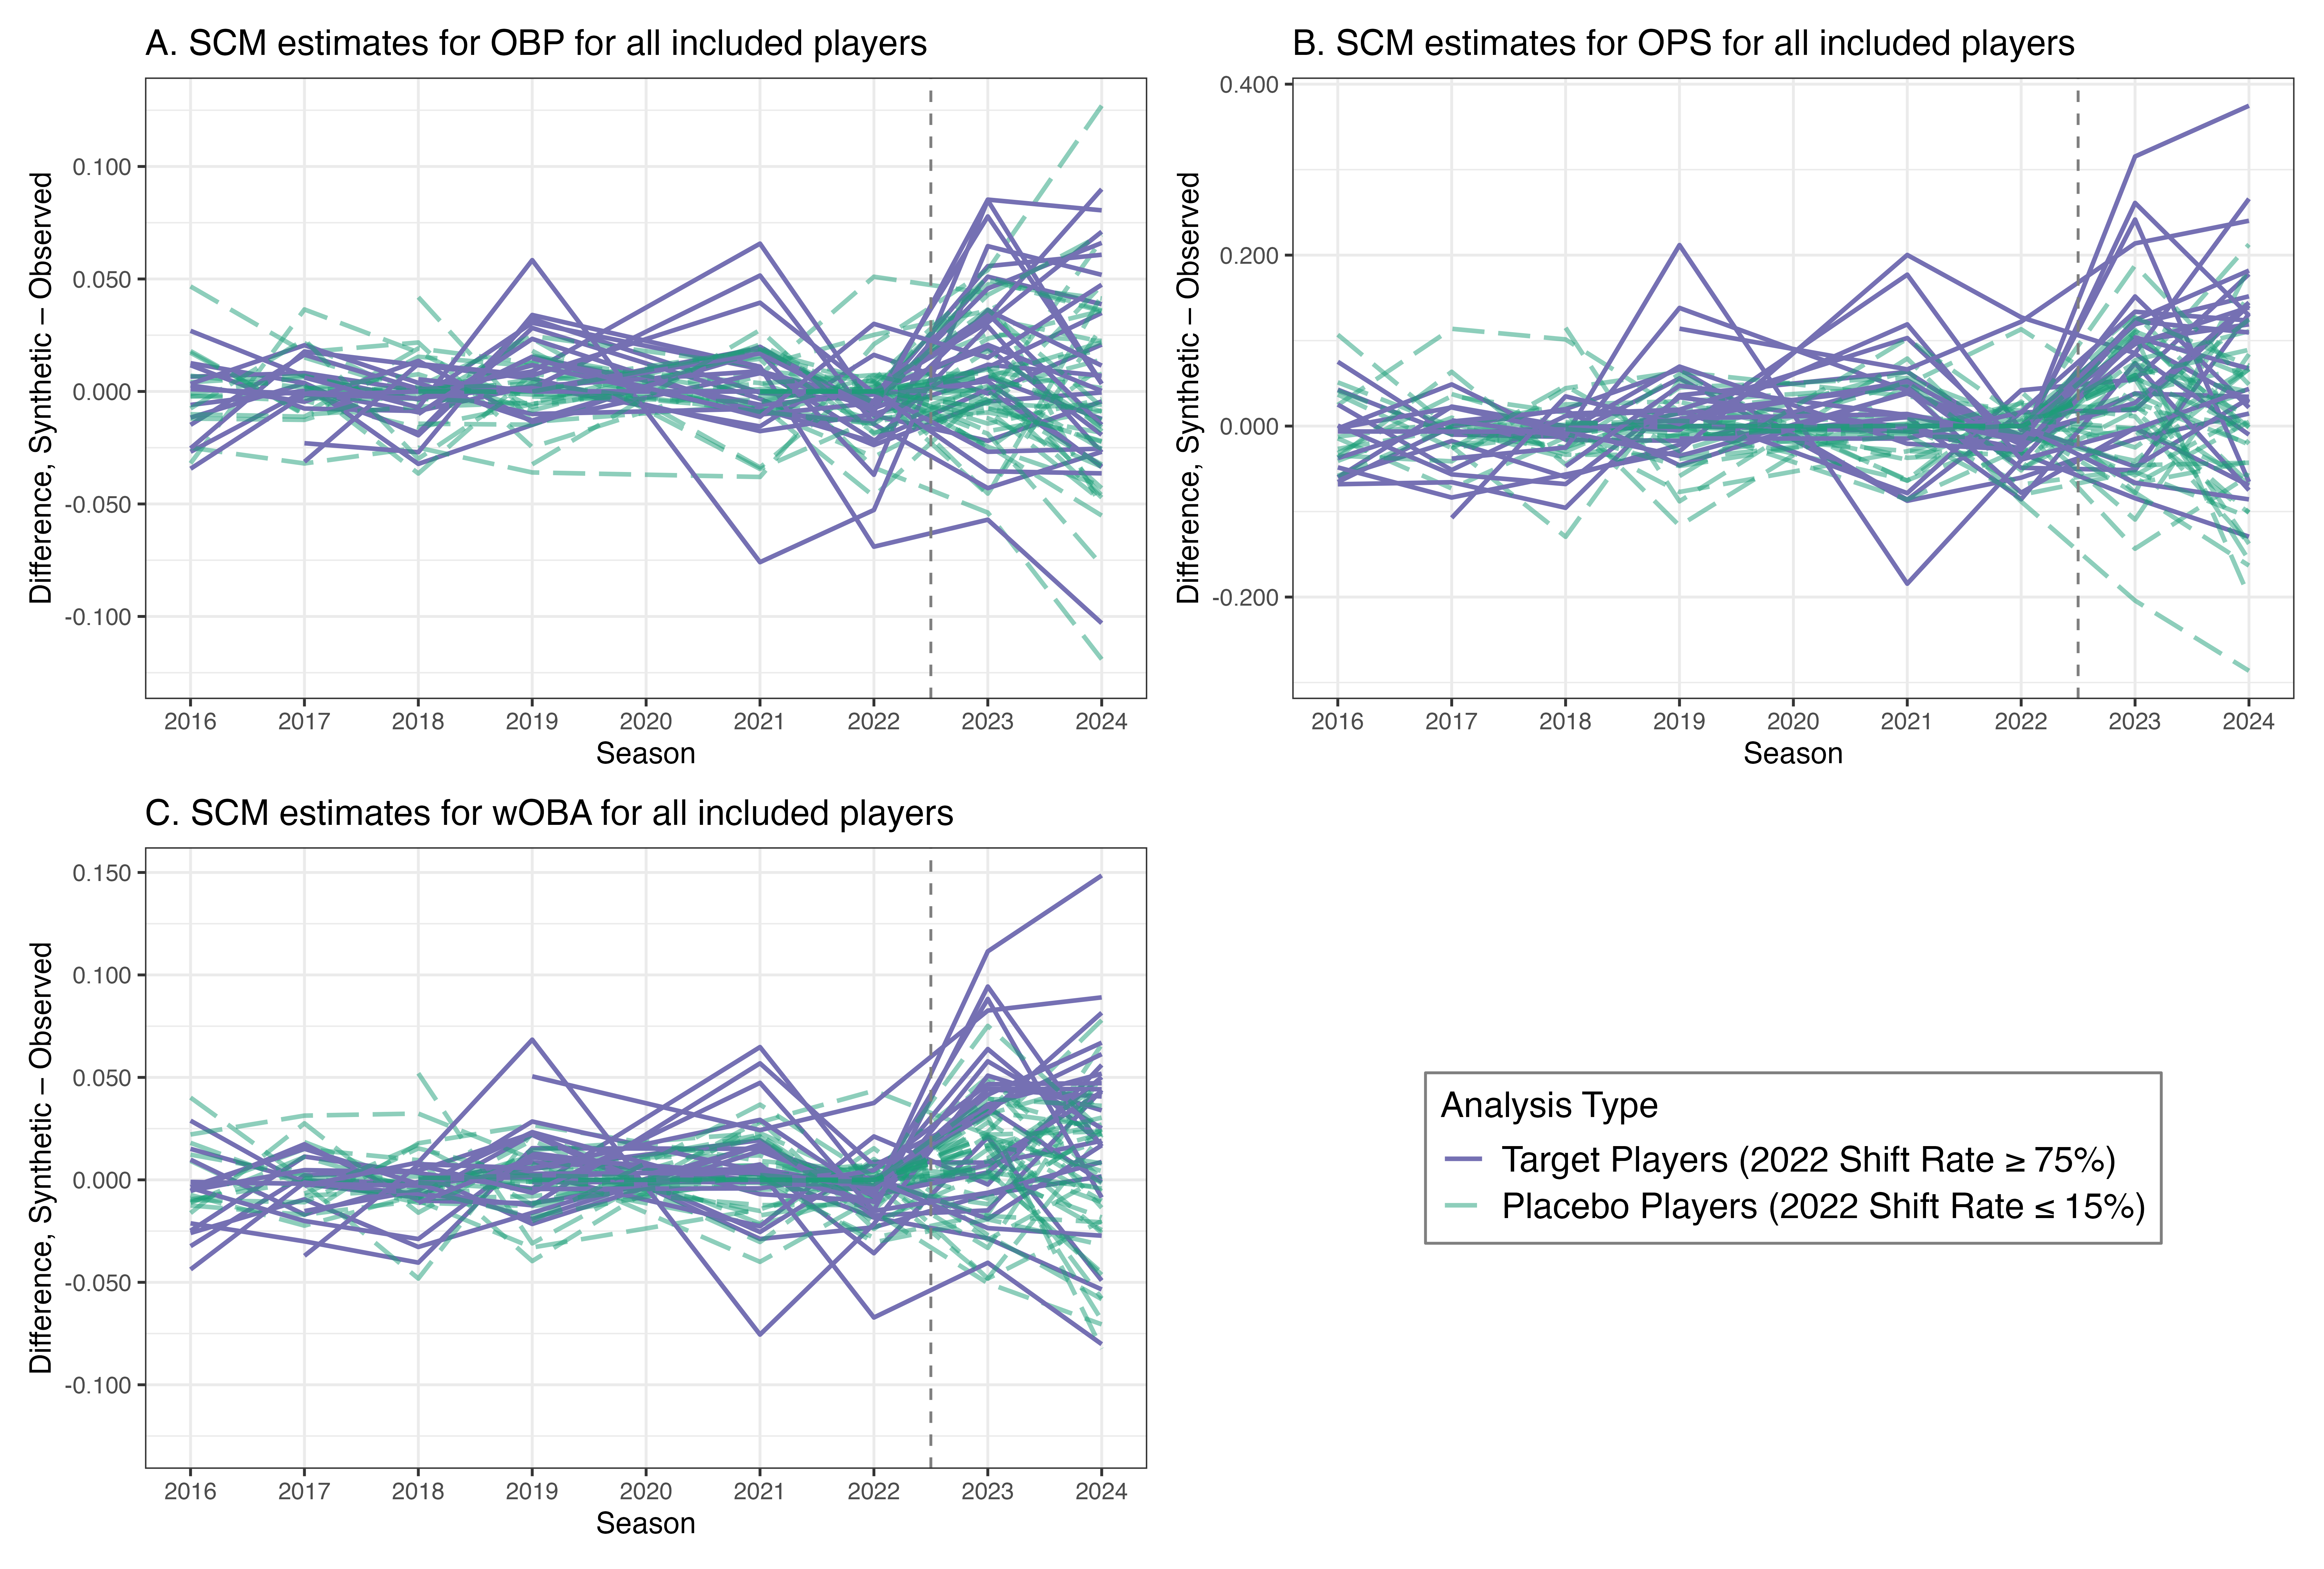 A. SCM estimates for OBP for all included players
Difference, Synthetic – Observed
0.100
0.050
0.000
-0.050
-0.100
2016 2017 2018 2019 2020 2021 2022 2023 2024
Season
B. SCM estimates for OPS for all included players
Difference, Synthetic – Observed
0.400
0.200
0.000
-0.200
2016 2017 2018 2019 2020 2021 2022 2023 2024
Season
C. SCM estimates for wOBA for all included players
Difference, Synthetic – Observed
0.150
0.100
0.050
0.000
-0.050
-0.100
2016 2017 2018 2019 2020 2021 2022 2023 2024
Season
Analysis Type
Target Players (2022 Shift Rate ≥ 75%)
Placebo Players (2022 Shift Rate ≤ 15%)